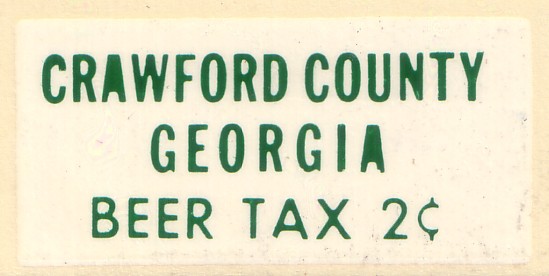 CRAWFORD COUNTY
GEORGIA
BEER TAX 2¢